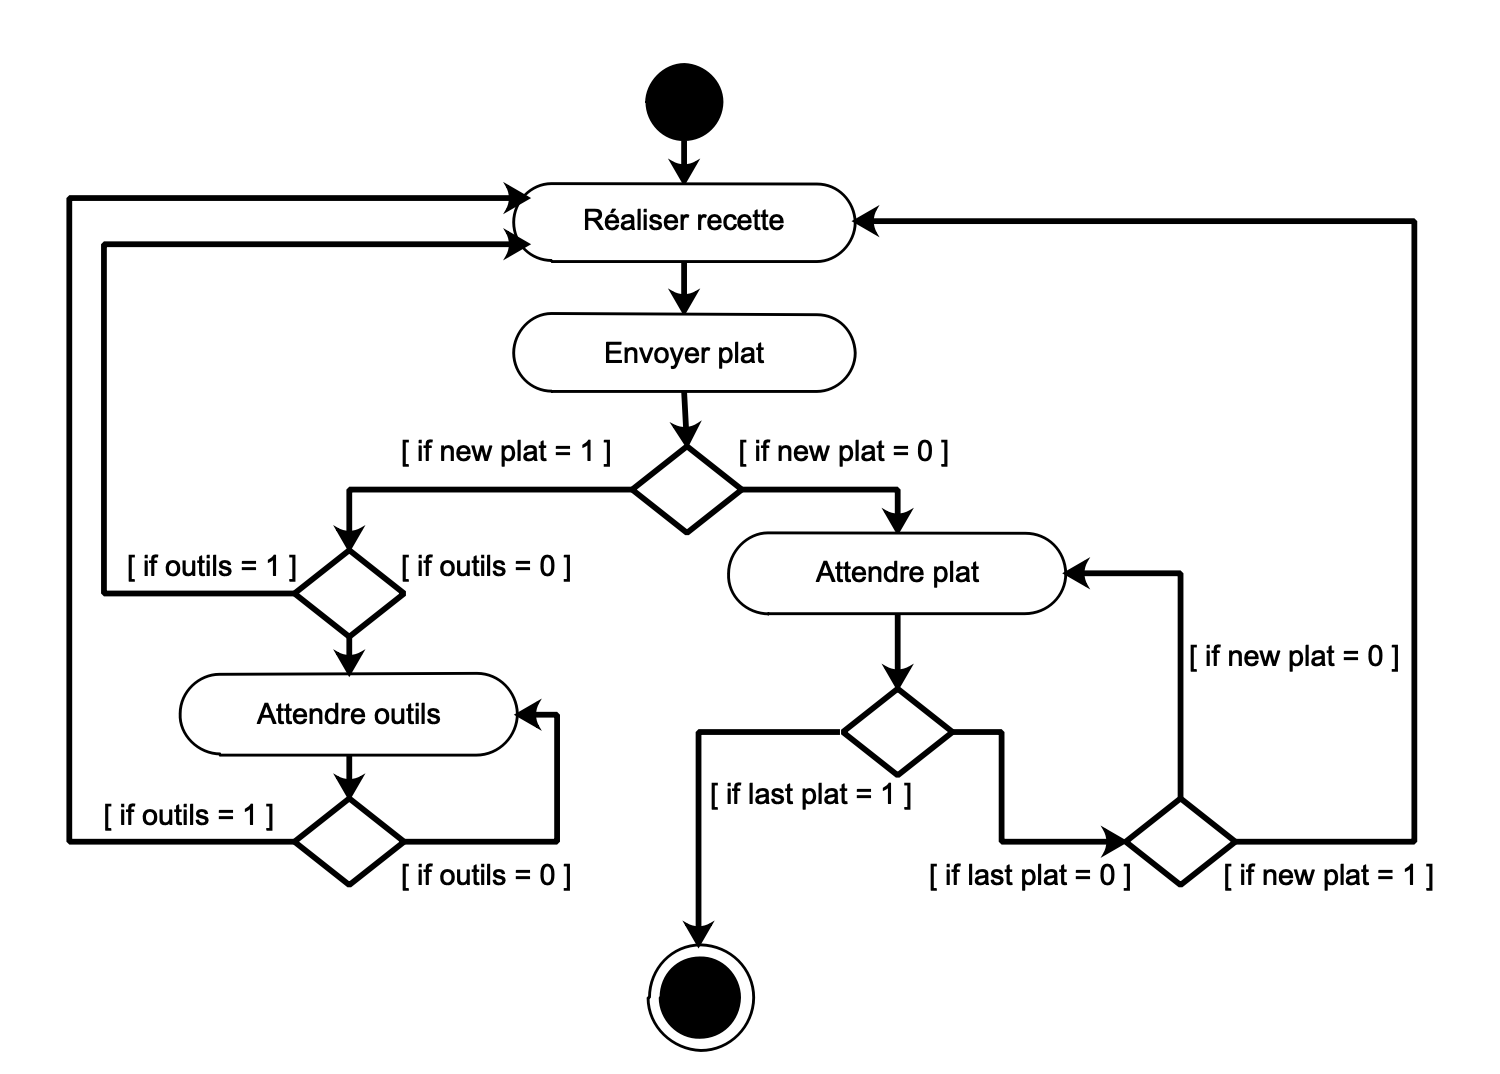 Réaliser recette
Envoyer plat
[ if new plat = 1 ]
[ if new plat = 0 ]
[ if outils = 1 ]
[ if outils = 0 ]
Attendre plat
[ if new plat = 0 ]
Attendre outils
[ if last plat = 1 ]
[ if outils = 1 ]
[ if outils = 0 ]
[ if last plat = 0 ]
[ if new plat = 1 ]